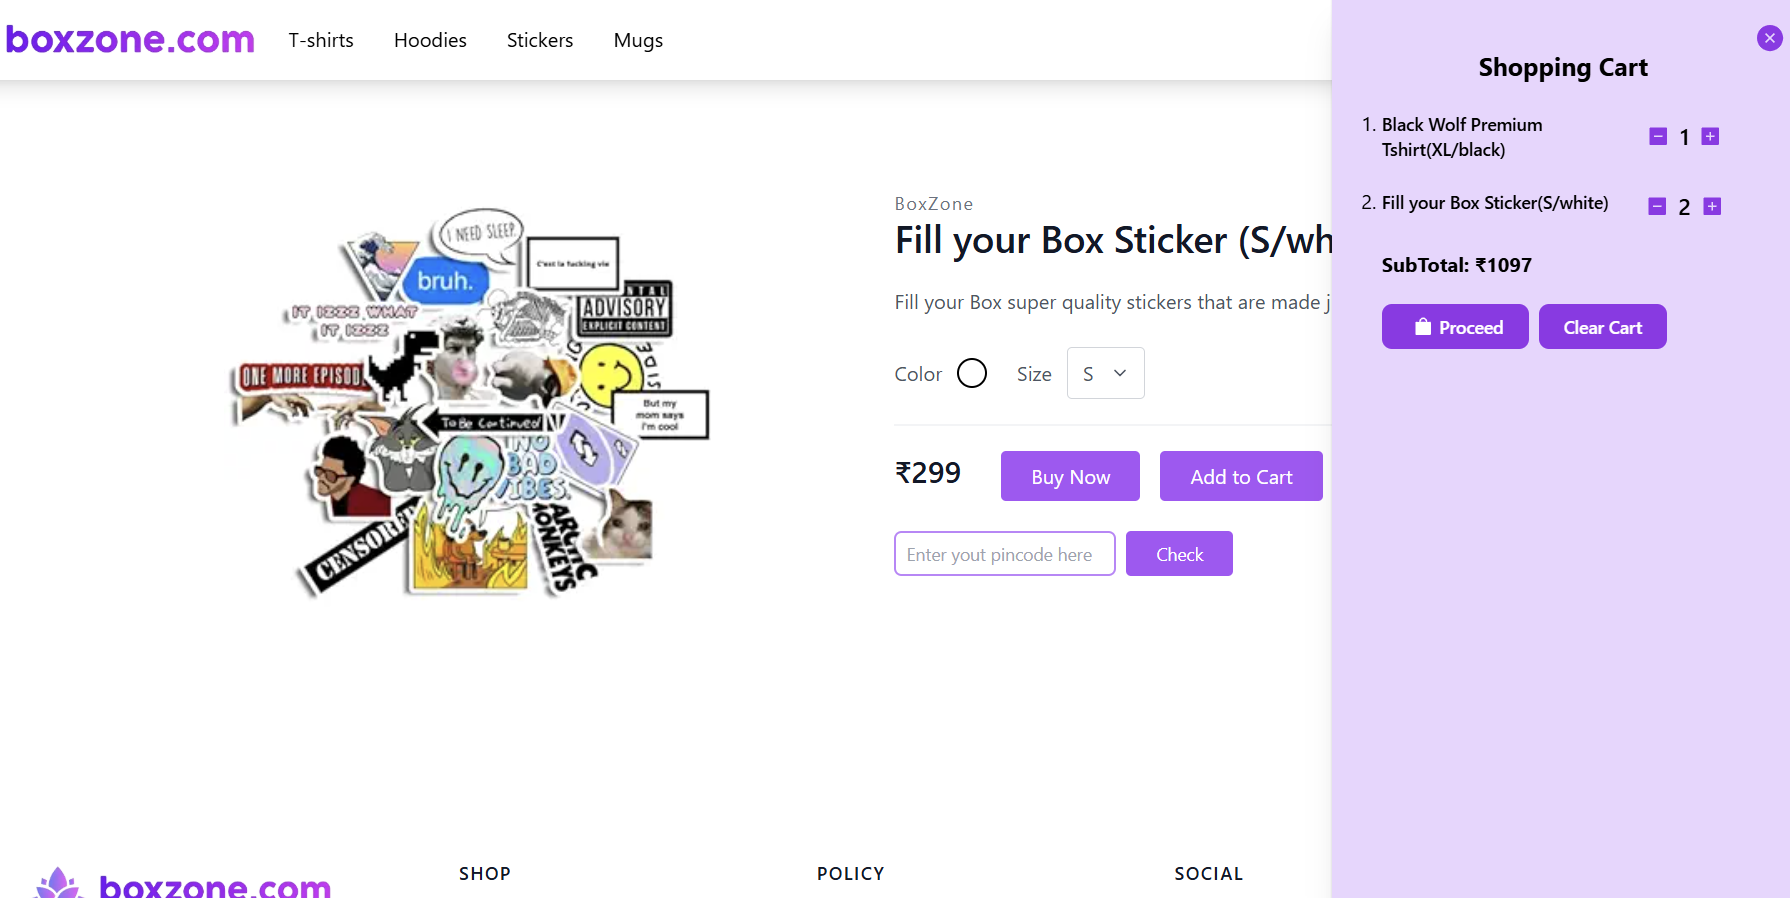 boxzone.com
T-shirts
Hoodies
Stickers
Mugs
I NEED SLEEP.
C'est la fucking vie
bruh.
ADVISORY
EXPLICIT CONTENT
IT IZZZ WHAT
IT IZZZ
ONE MORE EPISOD
But my
mom says
i'm cool
To Be Continued
NO
BAD
VIBES.
CENSORED
ARCTIC
MONKEYS
BoxZone
Fill your Box Sticker (S/wh
Fill your Box super quality stickers that are made j
Color
Size
S
₹299
Buy Now
Add to Cart
Enter yout pincode here
Check
Shopping Cart
1. Black Wolf Premium
Tshirt(XL/black)
1
2. Fill your Box Sticker(S/white)
2
SubTotal: ₹1097
Proceed
Clear Cart
boxzone.com
SHOP
POLICY
SOCIAL